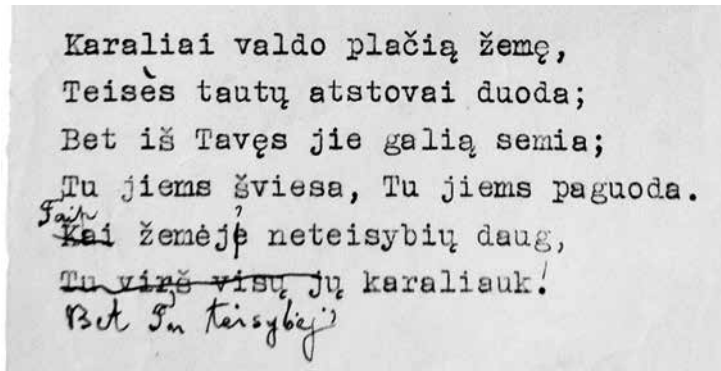 Karaliai valdo plačią žemę,
Teisės tautų atstovai duoda;
Bet iš Tavęs jie galią semia;
Tu jiems šviesa, Tu jiems paguoda.
Taip
Kai žemėje neteisybių daug,
Tu virš visų jų karaliauk!
Bet Tu teisybėj